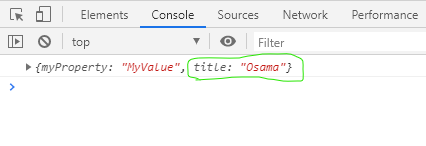 Elements Console Sources Network Performance
top Filter
{myProperty: "MyValue", title: "Osama"}